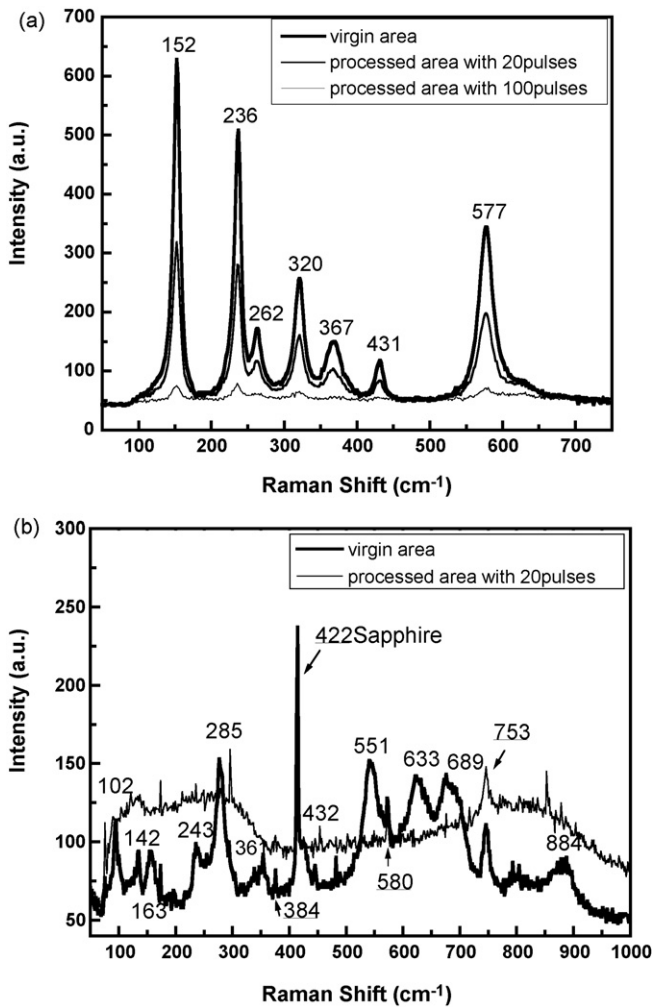 (a)
virgin area
processed area with 20pulses
processed area with 100pulses
152
236
262
320
367
431
577
700
600
500
400
300
200
100
0
Intensity (a.u.)
100 200 300 400 500 600 700
Raman Shift (cm-1)
(b)
virgin area
processed area with 20pulses
422Sapphire
102
142
163
243
285
361
384
432
551
580
633
689
753
884
300
250
200
150
100
50
Intensity (a.u.)
100 200 300 400 500 600 700 800 900 1000
Raman Shift (cm-1)